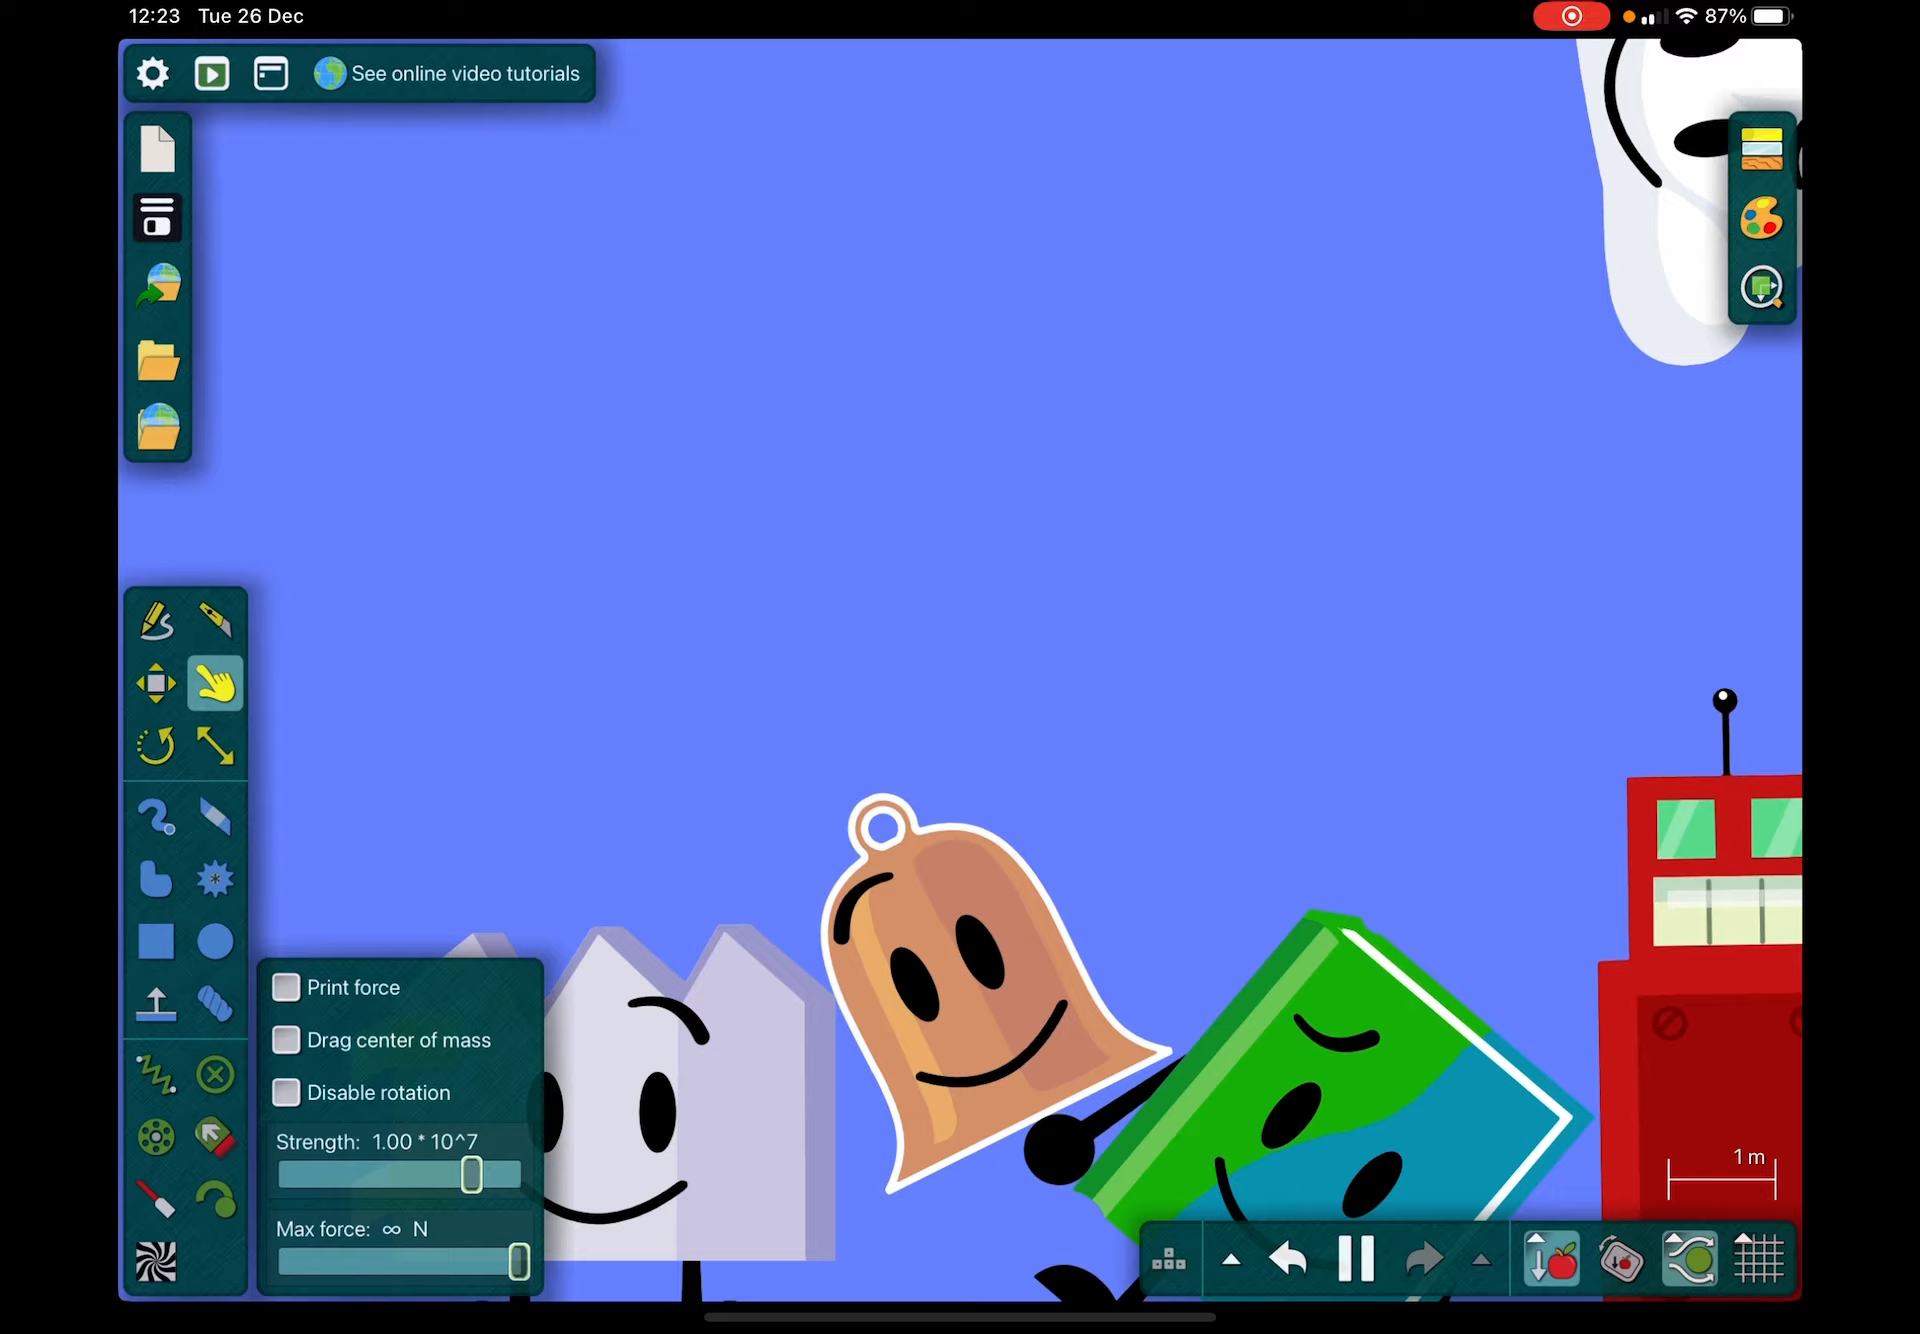 12:23 Tue 26 Dec
87%
See online video tutorials
Print force
Drag center of mass
Disable rotation
Strength: 1.00 * 10^7
Max force: ∞ N
1 m